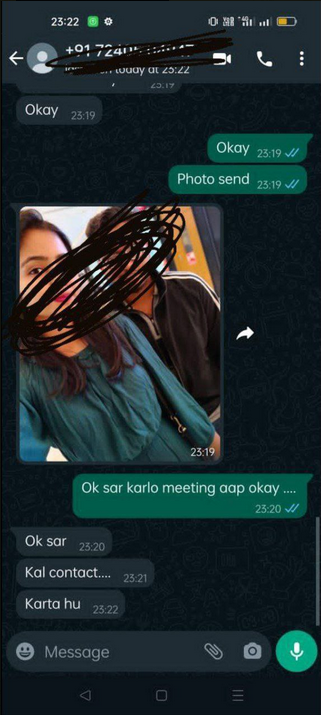 23:22
today at 23:22
23:19
Okay
23:19
Okay
23:19
Photo send
23:19
23:19
Ok sar karlo meeting aap okay ....
23:20
Ok sar
23:20
Kal contact....
23:21
Karta hu
23:22
Message